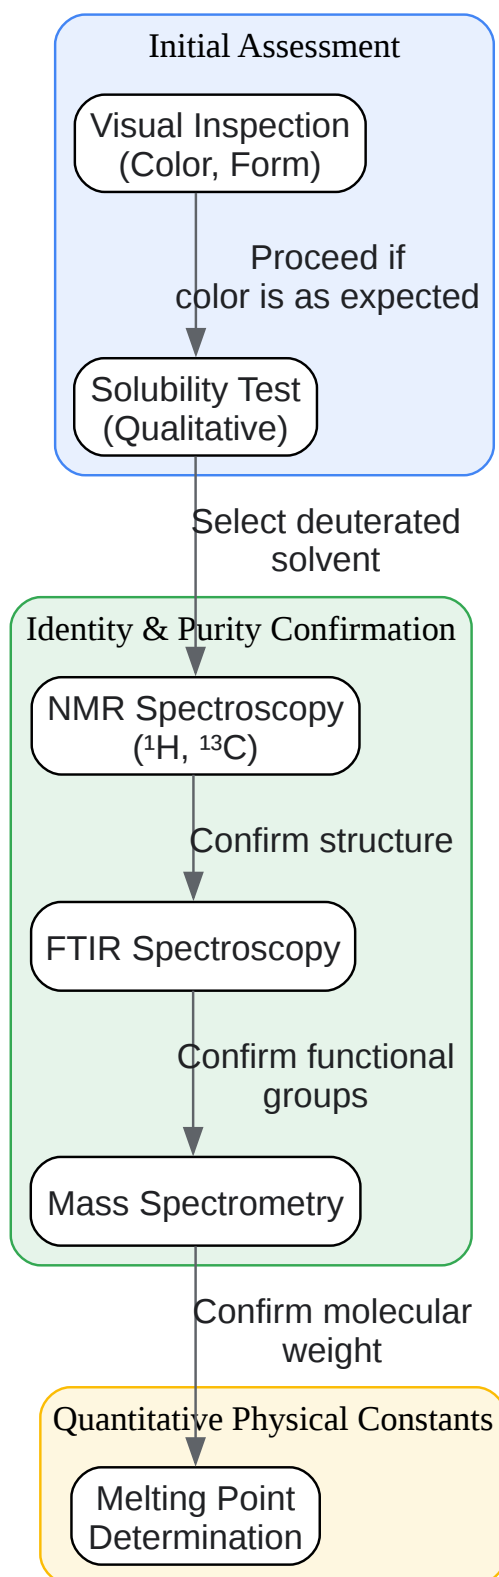 Initial Assessment
Visual Inspection
(Color, Form)
Proceed if
color is as expected
Solubility Test
(Qualitative)
Select deuterated
solvent
Identity & Purity Confirmation
NMR Spectroscopy
(¹H, ¹³C)
Confirm structure
FTIR Spectroscopy
Confirm functional
groups
Mass Spectrometry
Confirm molecular
weight
Quantitative Physical Constants
Melting Point
Determination